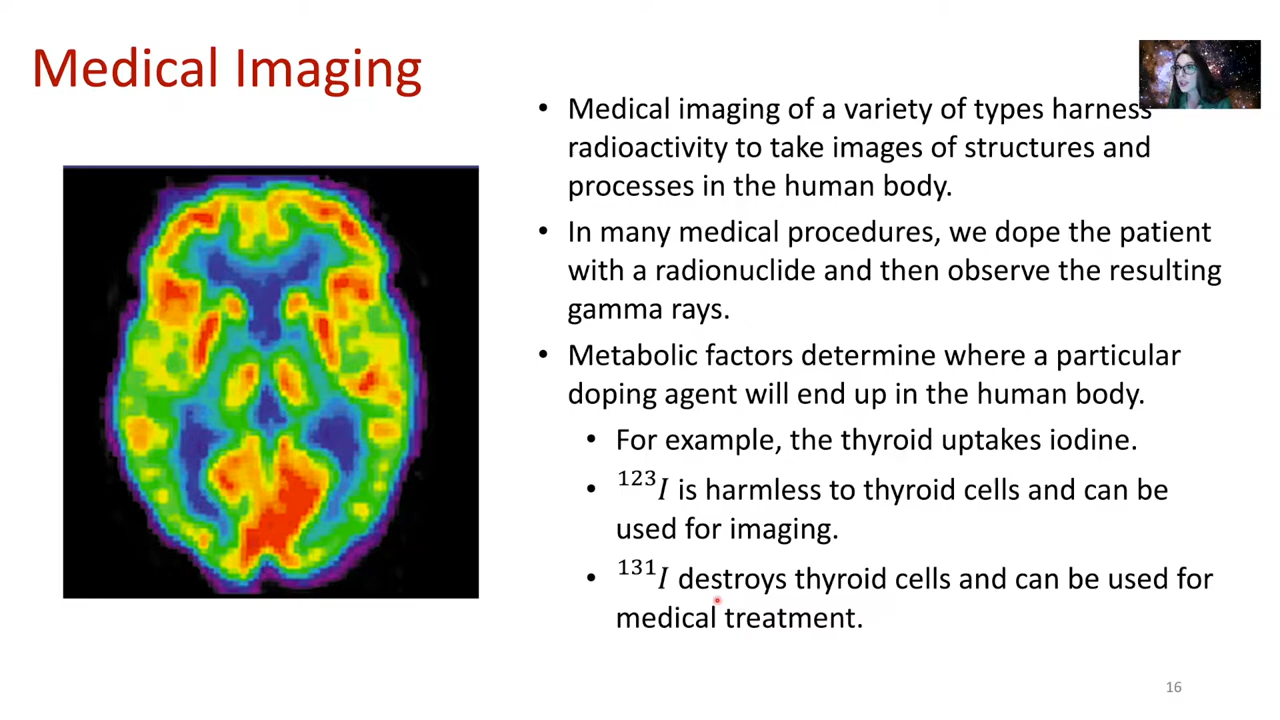 Medical Imaging
• Medical imaging of a variety of types harness
radioactivity to take images of structures and
processes in the human body.
• In many medical procedures, we dope the patient
with a radionuclide and then observe the resulting
gamma rays.
• Metabolic factors determine where a particular
doping agent will end up in the human body.
• For example, the thyroid uptakes iodine.
• ¹²³I is harmless to thyroid cells and can be
used for imaging.
• ¹³¹I destroys thyroid cells and can be used for
medical treatment.
16